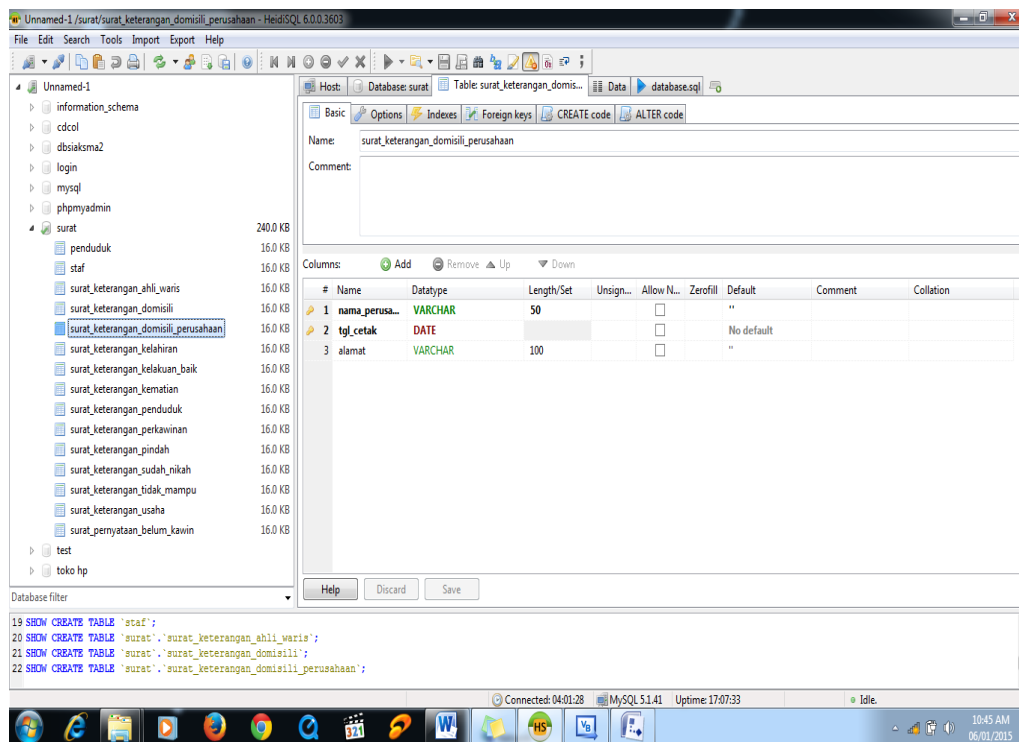 Unnamed-1 /surat/surat_keterangan_domisili_perusahaan - HeidiSQL 6.0.0.3603
File Edit Search Tools Import Export Help
Unnamed-1
information_schema
cdcol
dbsiaksma2
login
mysql
phpmyadmin
surat 240.0 KB
penduduk 16.0 KB
staf 16.0 KB
surat_keterangan_ahli_waris 16.0 KB
surat_keterangan_domisili 16.0 KB
surat_keterangan_domisili_perusahaan 16.0 KB
surat_keterangan_kelahiran 16.0 KB
surat_keterangan_kelakuan_baik 16.0 KB
surat_keterangan_kematian 16.0 KB
surat_keterangan_penduduk 16.0 KB
surat_keterangan_perkawinan 16.0 KB
surat_keterangan_pindah 16.0 KB
surat_keterangan_sudah_nikah 16.0 KB
surat_keterangan_tidak_mampu 16.0 KB
surat_keterangan_usaha 16.0 KB
surat_pernyataan_belum_kawin 16.0 KB
test
toko hp
Database filter
Host: Database: surat Table: surat_keterangan_domis... Data database.sql
Basic Options Indexes Foreign keys CREATE code ALTER code
Name: surat_keterangan_domisili_perusahaan
Comment:
Columns: Add Remove Up Down
# Name Datatype Length/Set Unsign... Allow N... Zerofill Default Comment Collation
1 nama_perusa... VARCHAR 50 ''
2 tgl_cetak DATE No default
3 alamat VARCHAR 100 ''
Help Discard Save
19 SHOW CREATE TABLE `staf`;
20 SHOW CREATE TABLE `surat`.`surat_keterangan_ahli_waris`;
21 SHOW CREATE TABLE `surat`.`surat_keterangan_domisili`;
22 SHOW CREATE TABLE `surat`.`surat_keterangan_domisili_perusahaan`;
Connected: 04:01:28 MySQL 5.1.41 Uptime: 17:07:33 Idle.
321
W
HS
VB
10:45 AM
06/01/2015